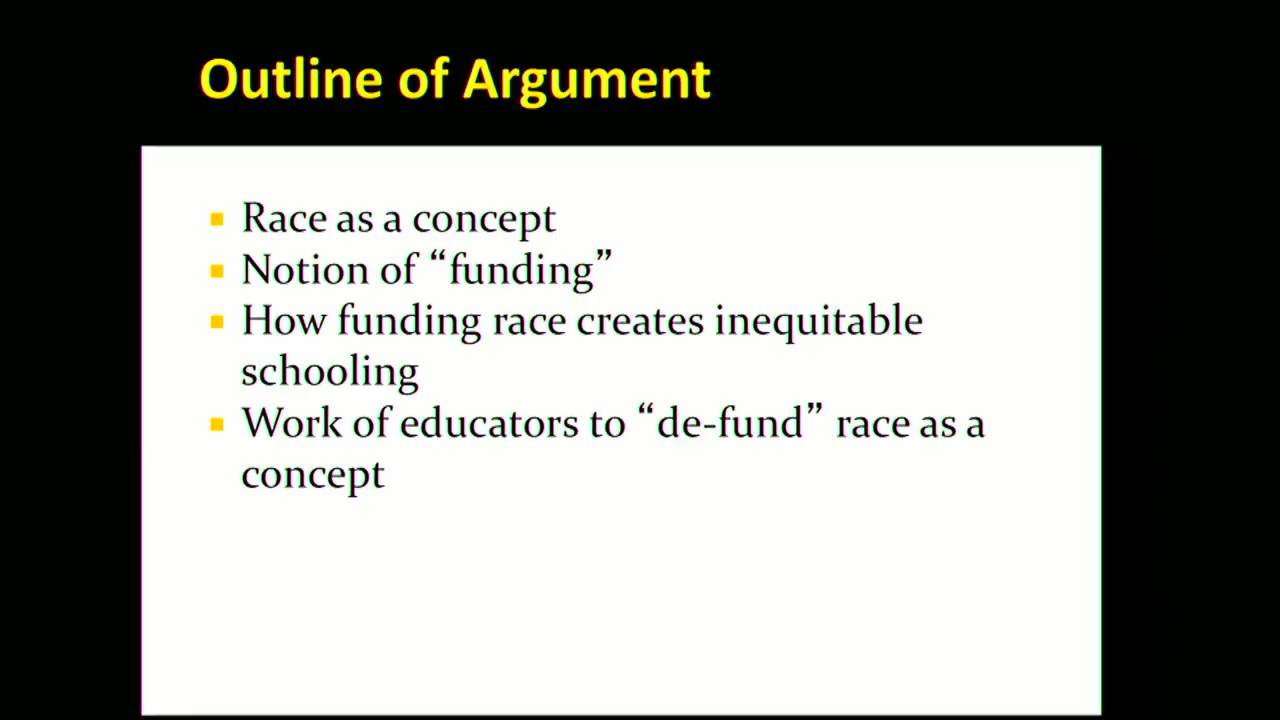 Outline of Argument
Race as a concept
Notion of “funding”
How funding race creates inequitable
schooling
Work of educators to “de-fund” race as a
concept